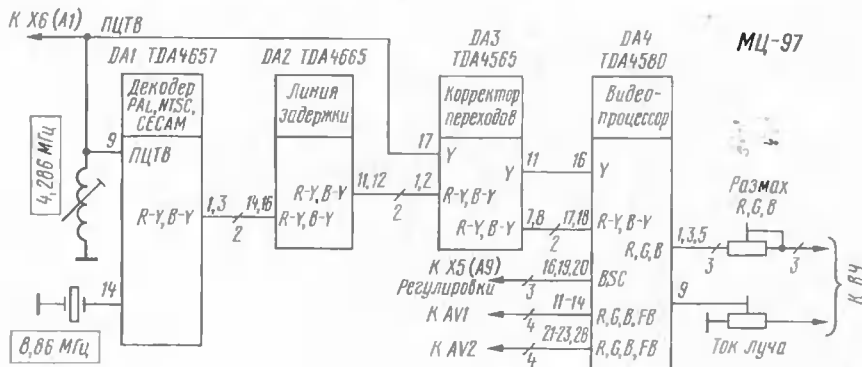 К X6 (A1)
ПЦТВ
МЦ-97
DA1 TDA4657
DA2 TDA4665
DA3
TDA4565
DA4
TDA4580
Декодер
PAL, NTSC,
СЕСАМ
Линия
задержки
Корректор
переходов
Видео-
процессор
9
ПЦТВ
4,286 МГц
17
Y
Y
11
16
Y
R-Y, B-Y
1,3
2
14,16
R-Y, B-Y
R-Y, B-Y
11,12
2
1,2
R-Y, B-Y
R-Y, B-Y
7,8
2
17,18
R-Y, B-Y
R, G, B
1,3,5
3
Размах
R, G, B
3
К ВЧ
14
8,86 МГц
К X5 (A9)
Регулировки
16,19,20
3
B,SC
К AV1
11-14
4
R, G, B, FB
К AV2
21-23,28
4
R, G, B, FB
9
Ток луча